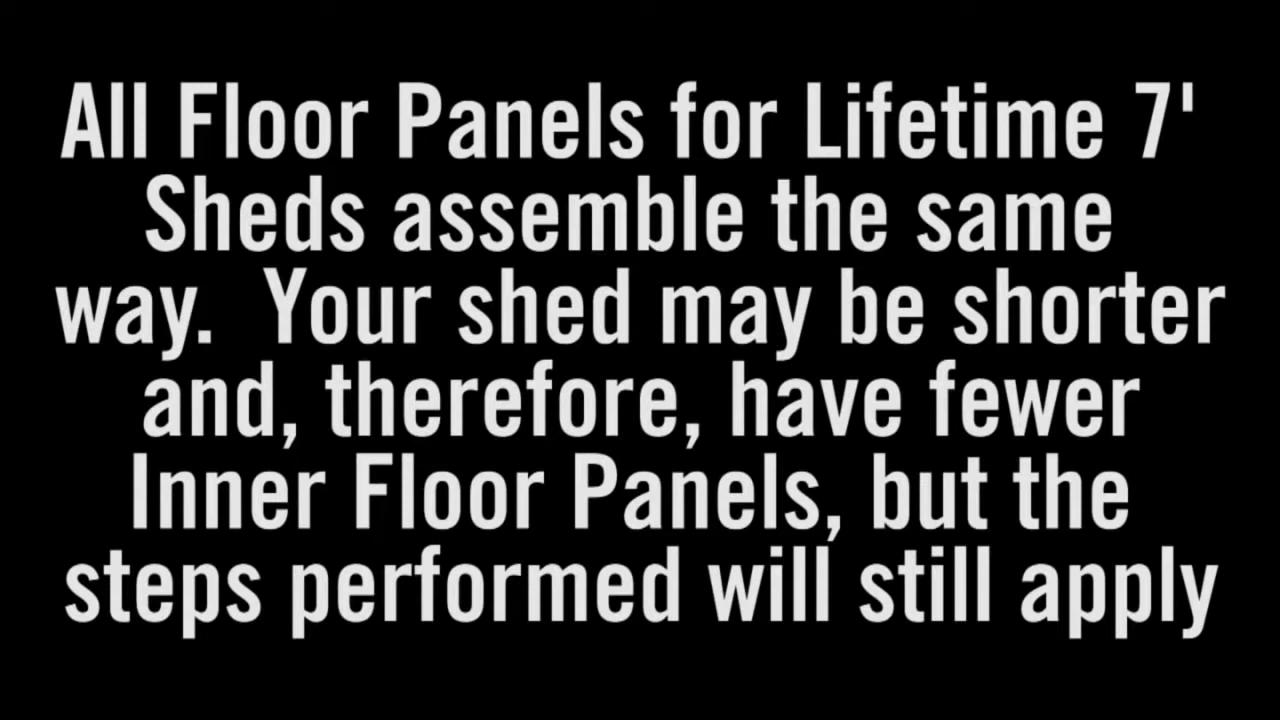 All Floor Panels for Lifetime 7'
Sheds assemble the same
way.  Your shed may be shorter
and, therefore, have fewer
Inner Floor Panels, but the
steps performed will still apply